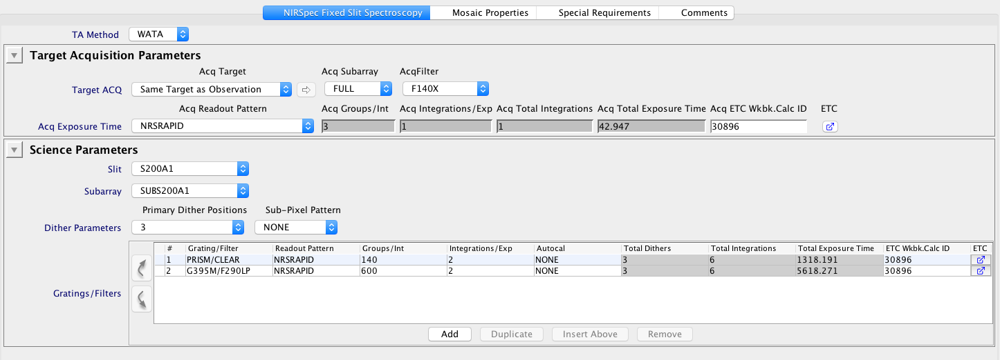 NIRSpec Fixed Slit Spectroscopy Mosaic Properties Special Requirements Comments
TA Method WATA
Target Acquisition Parameters
Acq Target Acq Subarray AcqFilter
Target ACQ Same Target as Observation FULL F140X
Acq Readout Pattern Acq Groups/Int Acq Integrations/Exp Acq Total Integrations Acq Total Exposure Time Acq ETC Wkbk.Calc ID ETC
Acq Exposure Time NRSRAPID 3 1 1 42.947 30896
Science Parameters
Slit S200A1
Subarray SUBS200A1
Primary Dither Positions Sub-Pixel Pattern
Dither Parameters 3 NONE
# Grating/Filter Readout Pattern Groups/Int Integrations/Exp Autocal Total Dithers Total Integrations Total Exposure Time ETC Wkbk.Calc ID ETC
1 PRISM/CLEAR NRSRAPID 140 2 NONE 3 6 1318.191 30896
2 G395M/F290LP NRSRAPID 600 2 NONE 3 6 5618.271 30896
Gratings/Filters
Add Duplicate Insert Above Remove